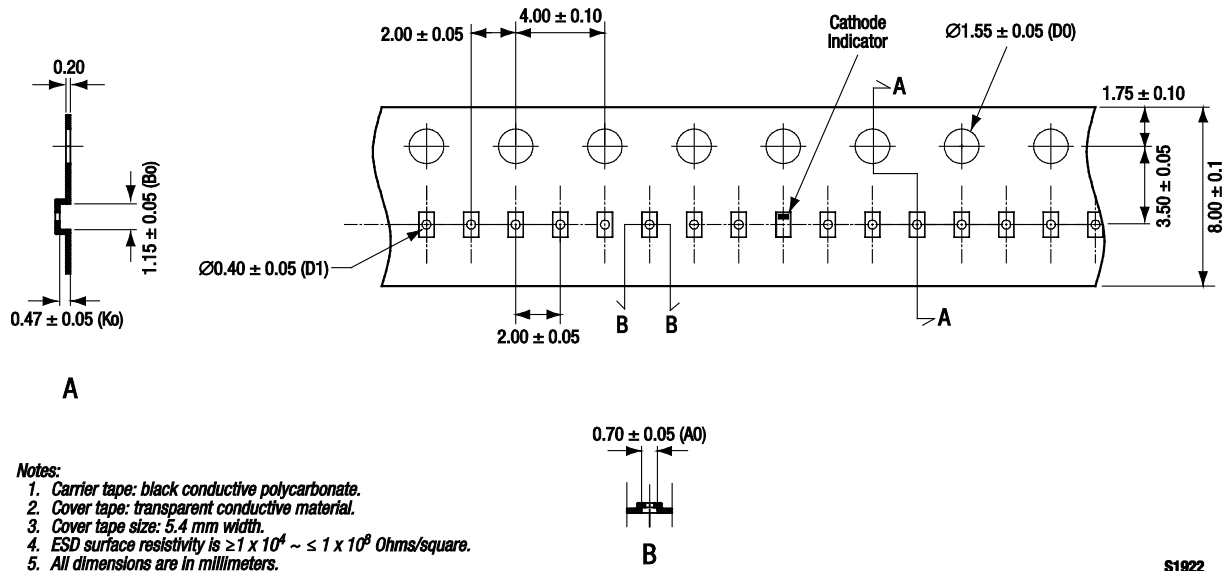 4.00 ± 0.10
2.00 ± 0.05
Cathode
Indicator
Ø1.55 ± 0.05 (D0)
0.20
A
1.75 ± 0.10
1.15 ± 0.05 (Bo)
3.50 ± 0.05
8.00 ± 0.1
Ø0.40 ± 0.05 (D1)
0.47 ± 0.05 (Ko)
B B
A
2.00 ± 0.05
A
0.70 ± 0.05 (A0)
B
Notes:
1. Carrier tape: black conductive polycarbonate.
2. Cover tape: transparent conductive material.
3. Cover tape size: 5.4 mm width.
4. ESD surface resistivity is ≥1 x 10⁴ ~ ≤ 1 x 10⁸ Ohms/square.
5. All dimensions are in millimeters.
S1922